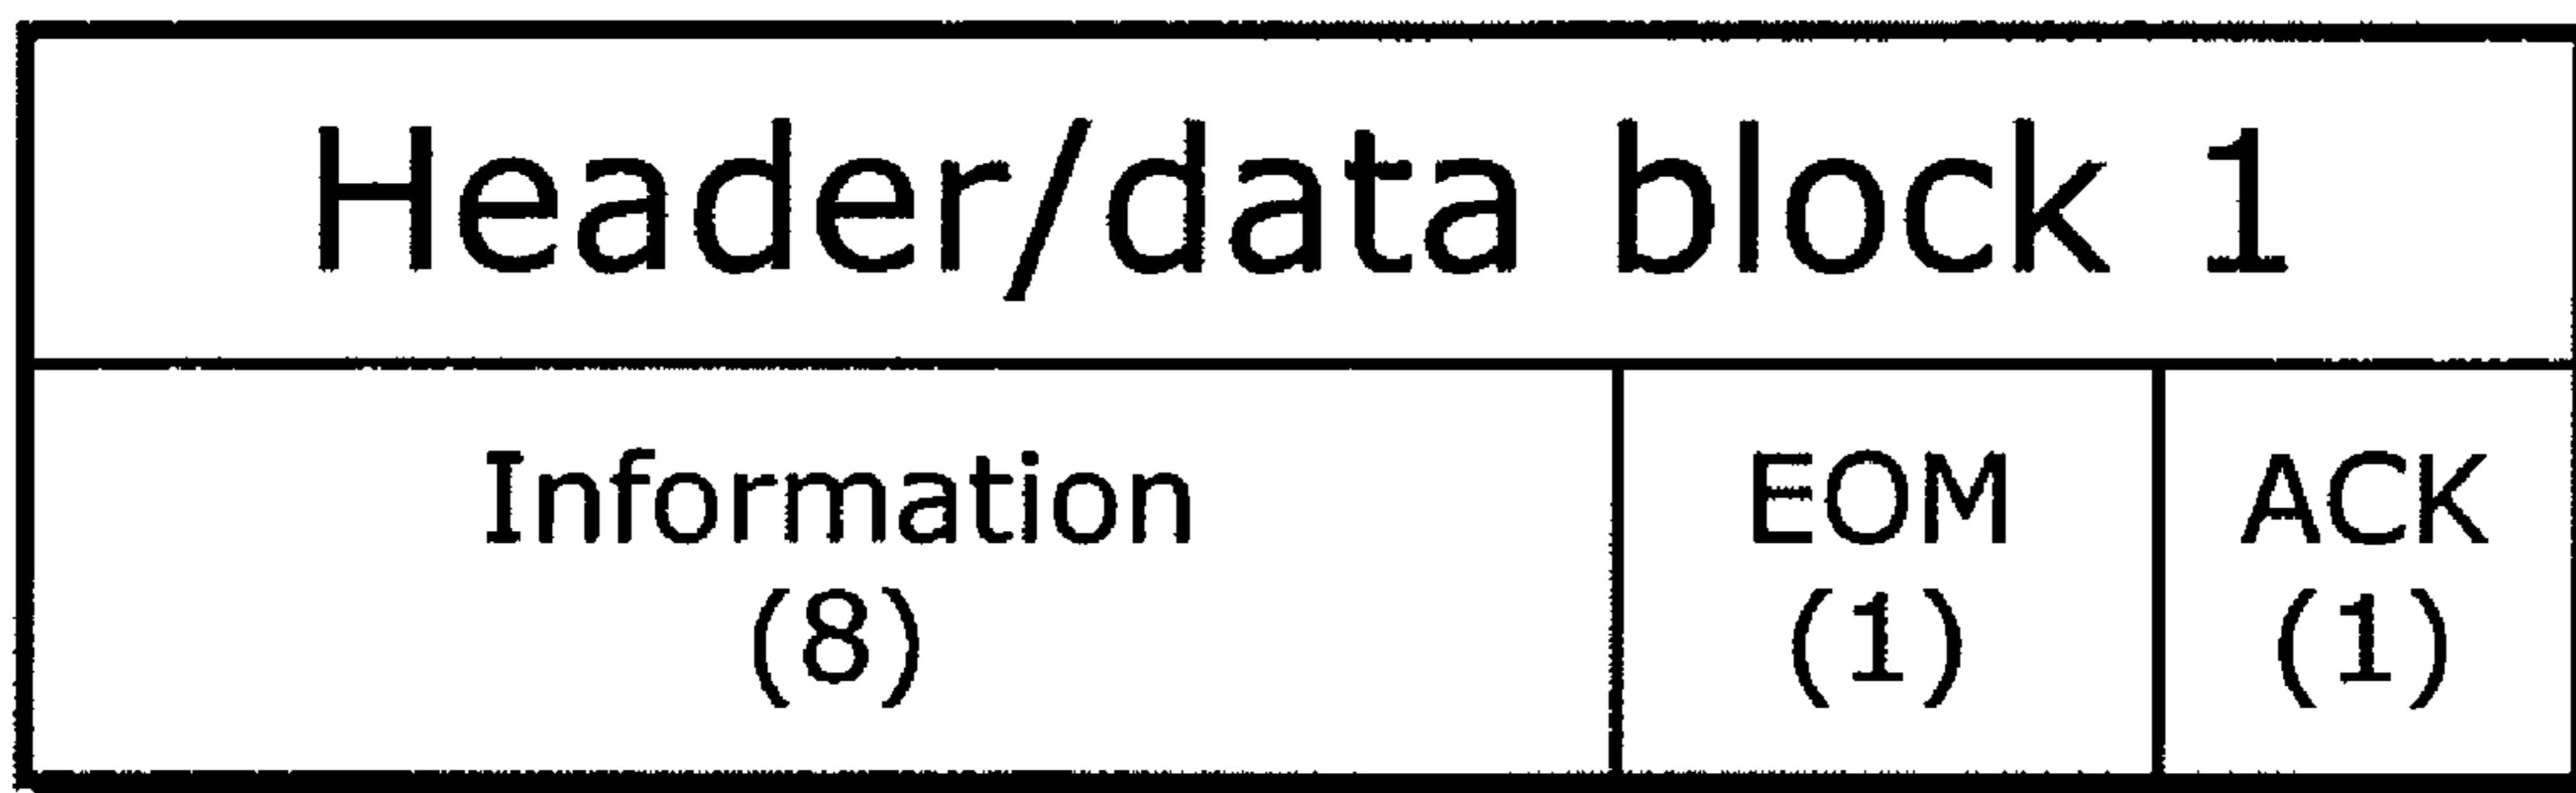 Header/data block 1
Information EOM ACK
(8) (1) (1)